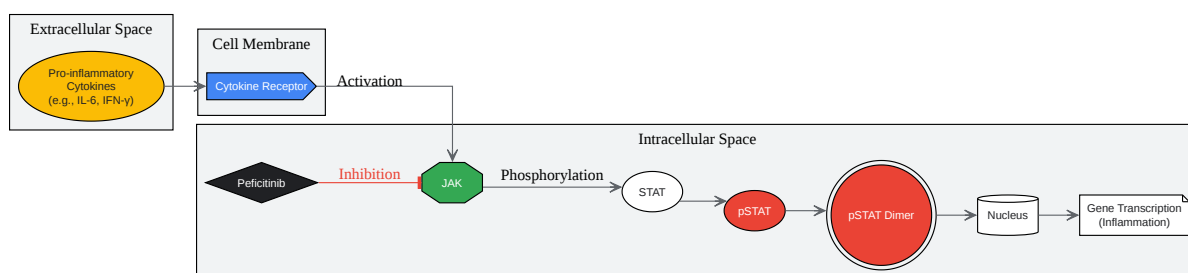 Extracellular Space
Pro-inflammatory
Cytokines
(e.g., IL-6, IFN-γ)
Cell Membrane
Cytokine Receptor
Activation
Intracellular Space
Peficitinib
Inhibition
JAK
Phosphorylation
STAT
pSTAT
pSTAT Dimer
Nucleus
Gene Transcription
(Inflammation)